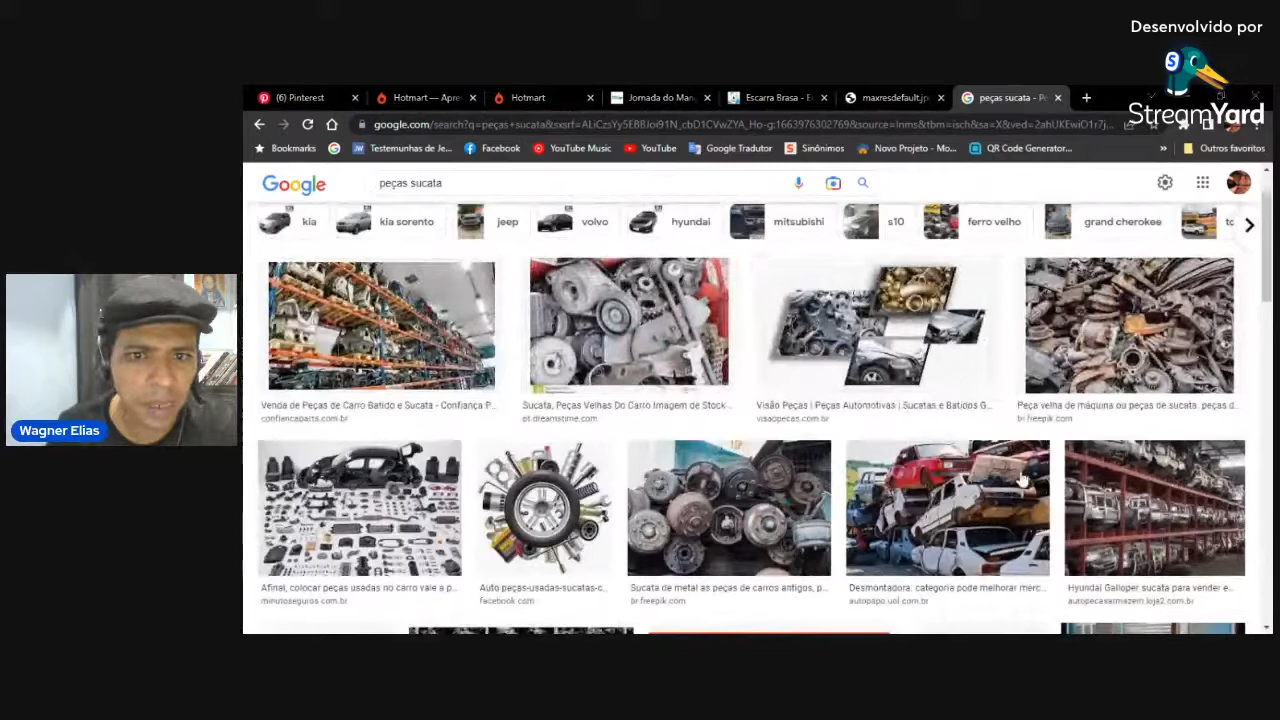 Desenvolvido por
StreamYard
(6) Pinterest
Hotmart — Apre
Hotmart
Jornada do Man
Escarra Brasa - E
maxresdefault.jp
peças sucata - Pe
Bookmarks
Testemunhas de Je...
Facebook
YouTube Music
YouTube
Google Tradutor
Sinônimos
Novo Projeto - Mo...
QR Code Generator...
»
Outros favoritos
Google
peças sucata
kia
kia sorento
jeep
volvo
hyundai
mitsubishi
s10
ferro velho
grand cherokee
Venda de Peças de Carro Batido e Sucata - Confiança P...
Sucata, Peças Velhas Do Carro Imagem de Stock...
Visão Peças | Peças Automotivas | Sucatas e Batidos G...
Peça velha de máquina ou peças de sucata, peças d...
confiancaparts.com.br
pt.dreamstime.com
visaopecas.com.br
br.freepik.com
Wagner Elias
Afinal, colocar peças usadas no carro vale a p...
Auto peças-usadas-sucatas-c...
Sucata de metal as peças de carros antigos, p...
Desmontadora: categoria pode melhorar merc...
Hyundai Galloper sucata para vender e...
minutoseguros.com.br
facebook.com
br.freepik.com
autopapo.uol.com.br
autopecasarmazem.loja2.com.br